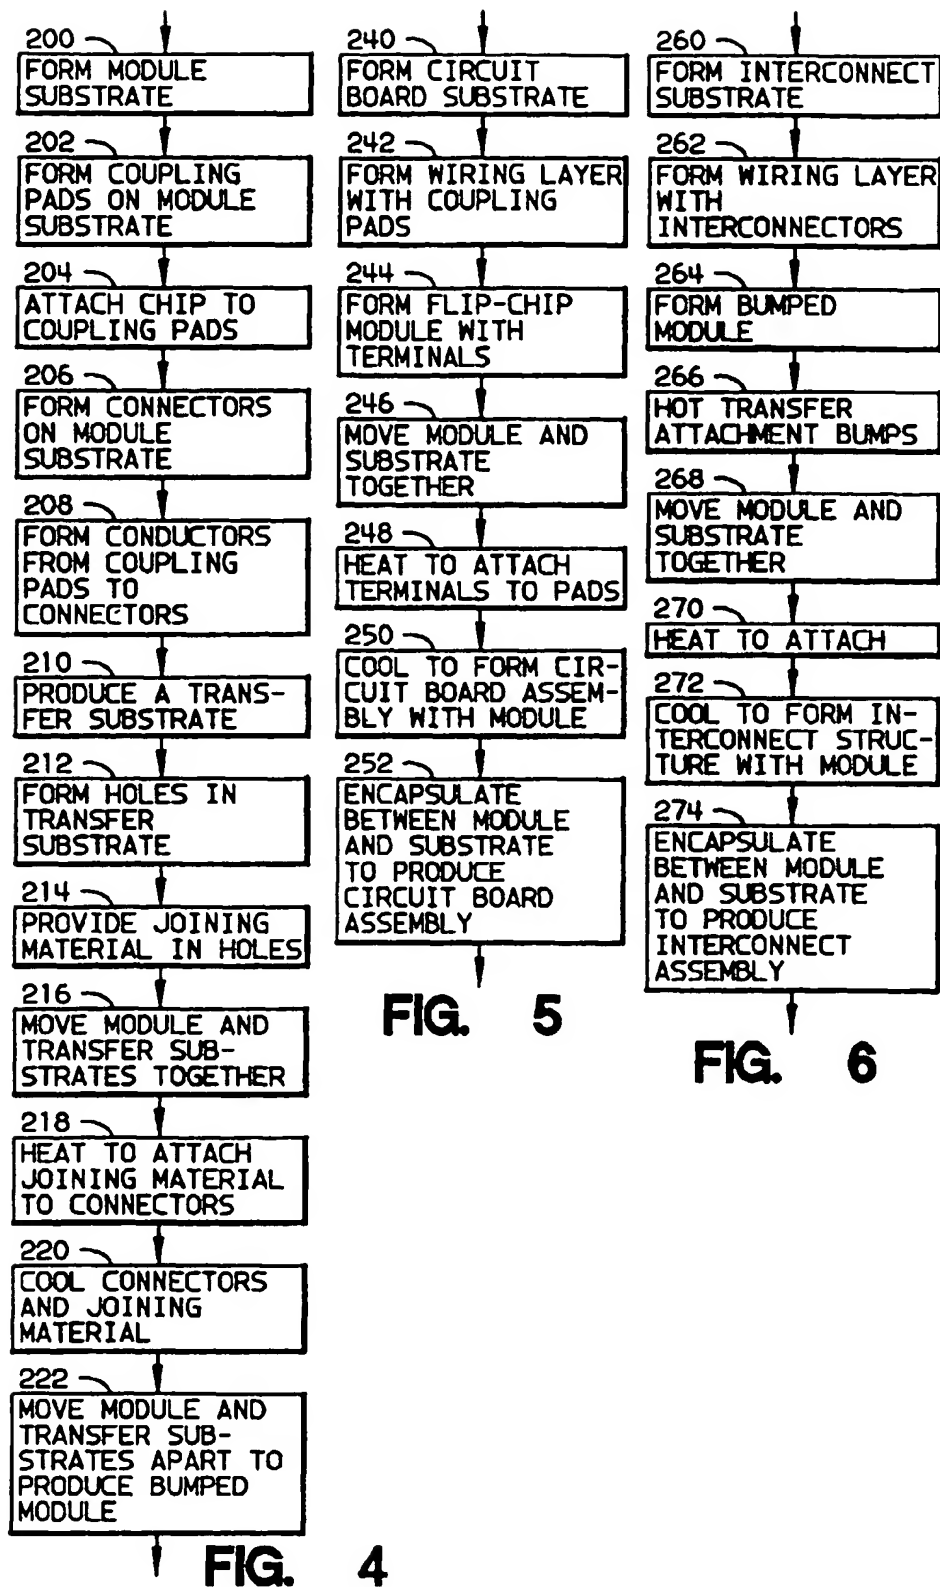 200
FORM MODULE
SUBSTRATE
202
FORM COUPLING
PADS ON MODULE
SUBSTRATE
204
ATTACH CHIP TO
COUPLING PADS
206
FORM CONNECTORS
ON MODULE
SUBSTRATE
208
FORM CONDUCTORS
FROM COUPLING
PADS TO
CONNECTORS
210
PRODUCE A TRANS-
FER SUBSTRATE
212
FORM HOLES IN
TRANSFER
SUBSTRATE
214
PROVIDE JOINING
MATERIAL IN HOLES
216
MOVE MODULE AND
TRANSFER SUB-
STRATES TOGETHER
218
HEAT TO ATTACH
JOINING MATERIAL
TO CONNECTORS
220
COOL CONNECTORS
AND JOINING
MATERIAL
222
MOVE MODULE AND
TRANSFER SUB-
STRATES APART TO
PRODUCE BUMPED
MODULE
FIG. 4
240
FORM CIRCUIT
BOARD SUBSTRATE
242
FORM WIRING LAYER
WITH COUPLING
PADS
244
FORM FLIP-CHIP
MODULE WITH
TERMINALS
246
MOVE MODULE AND
SUBSTRATE
TOGETHER
248
HEAT TO ATTACH
TERMINALS TO PADS
250
COOL TO FORM CIR-
CUIT BOARD ASSEM-
BLY WITH MODULE
252
ENCAPSULATE
BETWEEN MODULE
AND SUBSTRATE
TO PRODUCE
CIRCUIT BOARD
ASSEMBLY
FIG. 5
260
FORM INTERCONNECT
SUBSTRATE
262
FORM WIRING LAYER
WITH
INTERCONNECTORS
264
FORM BUMPED
MODULE
266
HOT TRANSFER
ATTACHMENT BUMPS
268
MOVE MODULE AND
SUBSTRATE
TOGETHER
270
HEAT TO ATTACH
272
COOL TO FORM IN-
TERCONNECT STRUC-
TURE WITH MODULE
274
ENCAPSULATE
BETWEEN MODULE
AND SUBSTRATE
TO PRODUCE
INTERCONNECT
ASSEMBLY
FIG. 6